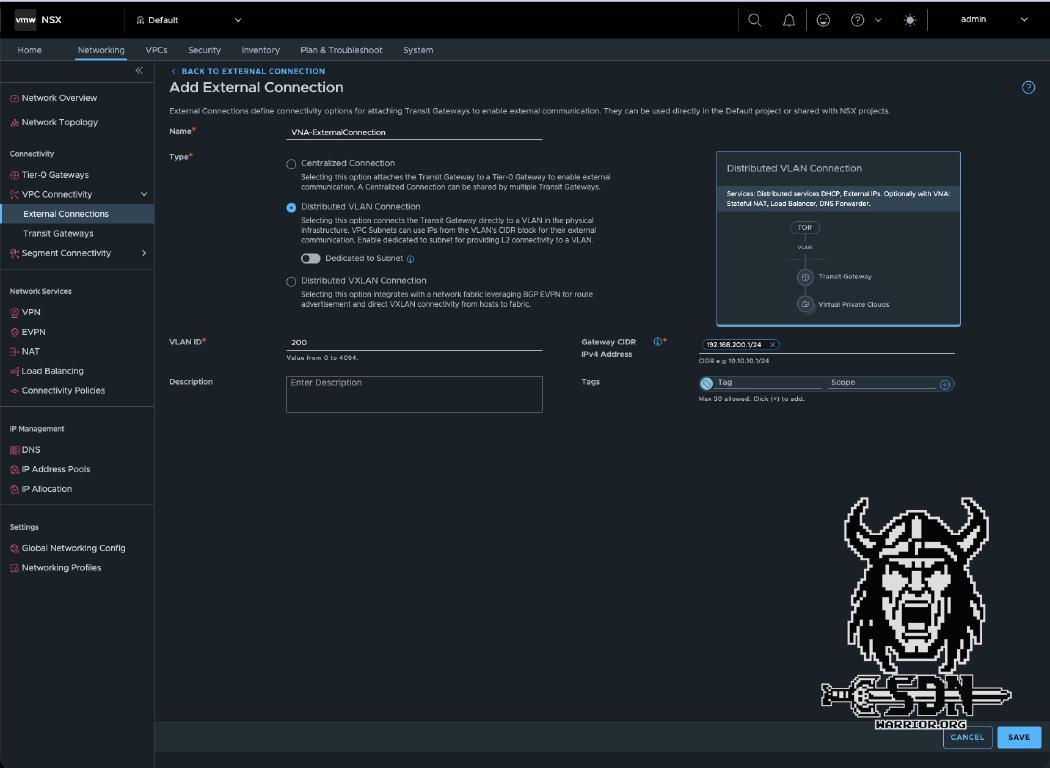 vmw NSX
Default
admin
Home
Networking
VPCs
Security
Inventory
Plan & Troubleshoot
System
Network Overview
Network Topology
Connectivity
Tier-0 Gateways
VPC Connectivity
External Connections
Transit Gateways
Segment Connectivity
Network Services
VPN
EVPN
NAT
Load Balancing
Connectivity Policies
IP Management
DNS
IP Address Pools
IP Allocation
Settings
Global Networking Config
Networking Profiles
BACK TO EXTERNAL CONNECTION
Add External Connection
External Connections define connectivity options for attaching Transit Gateways to enable external communication. They can be used directly in the Default project or shared with NSX projects.
Name*
VNA-ExternalConnection
Type*
Centralized Connection
Selecting this option attaches the Transit Gateway to a Tier-0 Gateway to enable external
communication. A Centralized Connection can be shared by multiple Transit Gateways.
Distributed VLAN Connection
Selecting this option connects the Transit Gateway directly to a VLAN in the physical
infrastructure. VPC Subnets can use IPs from the VLAN's CIDR block for their external
communication. Enable dedicated to subnet for providing L2 connectivity to a VLAN.
Dedicated to Subnet
Distributed VXLAN Connection
Selecting this option integrates with a network fabric leveraging BGP EVPN for route
advertisement and direct VXLAN connectivity from hosts to fabric.
Distributed VLAN Connection
Services: Distributed services DHCP, External IPs. Optionally with VNA:
Stateful NAT, Load Balancer, DNS Forwarder.
TOR
VLAN
Transit Gateway
Virtual Private Clouds
VLAN ID*
200
Value from 0 to 4094.
Gateway CIDR *
IPv4 Address
192.168.200.1/24 ×
CIDR e.g 10.10.10.1/24
Description
Enter Description
Tags
Tag
Scope
Max 30 allowed. Click (+) to add.
SDN
WARRIOR.ORG
CANCEL
SAVE